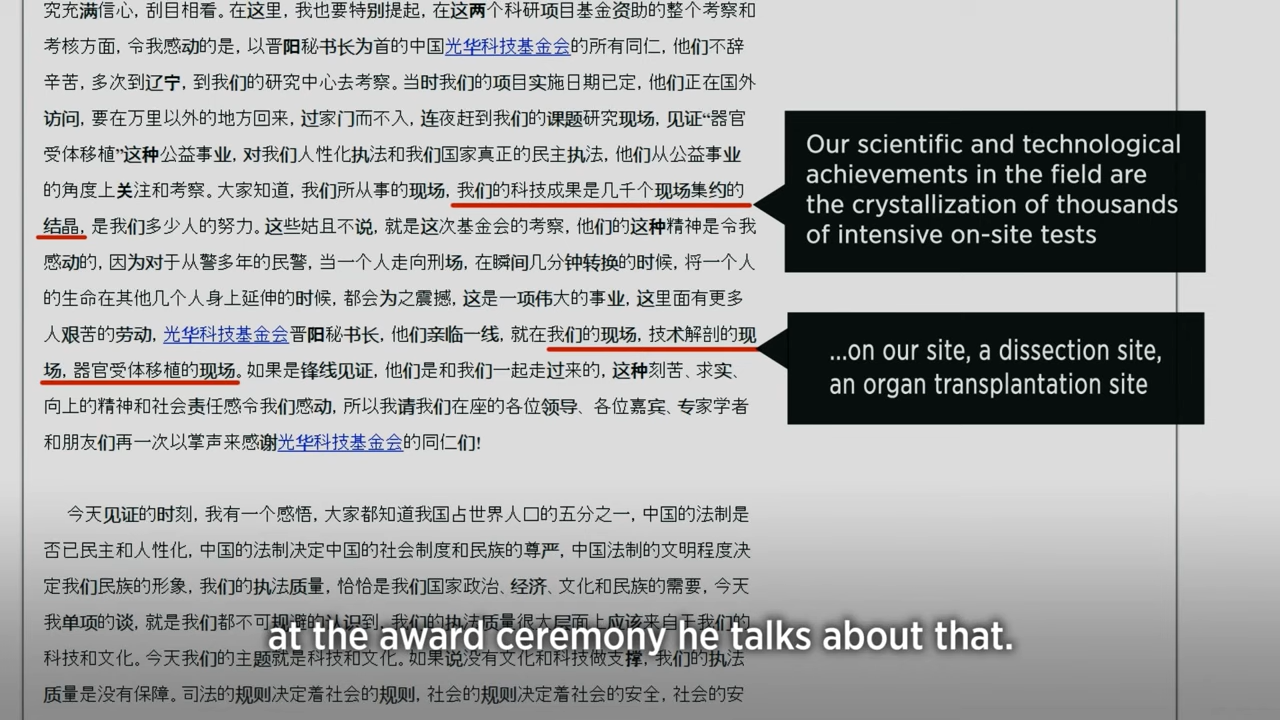 究充满信心, 刮目相看。在这里, 我也要特别提起, 在这两个科研项目基金资助的整个考察和
考核方面, 令我感动的是, 以晋阳秘书长为首的中国光华科技基金会的所有同仁, 他们不辞
辛苦, 多次到辽宁, 到我们的研究中心去考察。当时我们的项目实施日期已定, 他们正在国外
访问, 要在万里以外的地方回来, 过家门而不入, 连夜赶到我们的课题研究现场, 见证“器官
受体移植”这种公益事业, 对我们人性化执法和我们国家真正的民主执法, 他们从公益事业
的角度上关注和考察。大家知道, 我们所从事的现场, 我们的科技成果是几千个现场集约的
结晶, 是我们多少人的努力。这些姑且不说, 就是这次基金会的考察, 他们的这种精神是令我
感动的, 因为对于从警多年的民警, 当一个人走向刑场, 在瞬间几分钟转换的时候, 将一个人
的生命在其他几个人身上延伸的时候, 都会为之震撼, 这是一项伟大的事业, 这里面有更多
人艰苦的劳动, 光华科技基金会晋阳秘书长, 他们亲临一线, 就在我们的现场, 技术解剖的现
场, 器官受体移植的现场。如果是锋线见证, 他们是和我们一起走过来的, 这种刻苦、求实、
向上的精神和社会责任感令我们感动, 所以我请我们在座的各位领导、各位嘉宾、专家学者
和朋友们再一次以掌声来感谢光华科技基金会的同仁们!
今天见证的时刻, 我有一个感悟, 大家都知道我国占世界人口的五分之一, 中国的法制是
否已民主和人性化, 中国的法制决定中国的社会制度和民族的尊严, 中国法制的文明程度决
定我们民族的形象, 我们的执法质量, 恰恰是我们国家政治、经济、文化和民族的需要, 今天
我单项的谈, 就是我们都不可规避的认识到, 我们的执法质量很大层面上应该来自于我们的
科技和文化。今天我们的主题就是科技和文化。如果说没有文化和科技做支撑, 我们的执法
质量是没有保障。司法的规则决定着社会的规则, 社会的规则决定着社会的安全, 社会的安
Our scientific and technological
achievements in the field are
the crystallization of thousands
of intensive on-site tests
...on our site, a dissection site,
an organ transplantation site
at the award ceremony he talks about that.